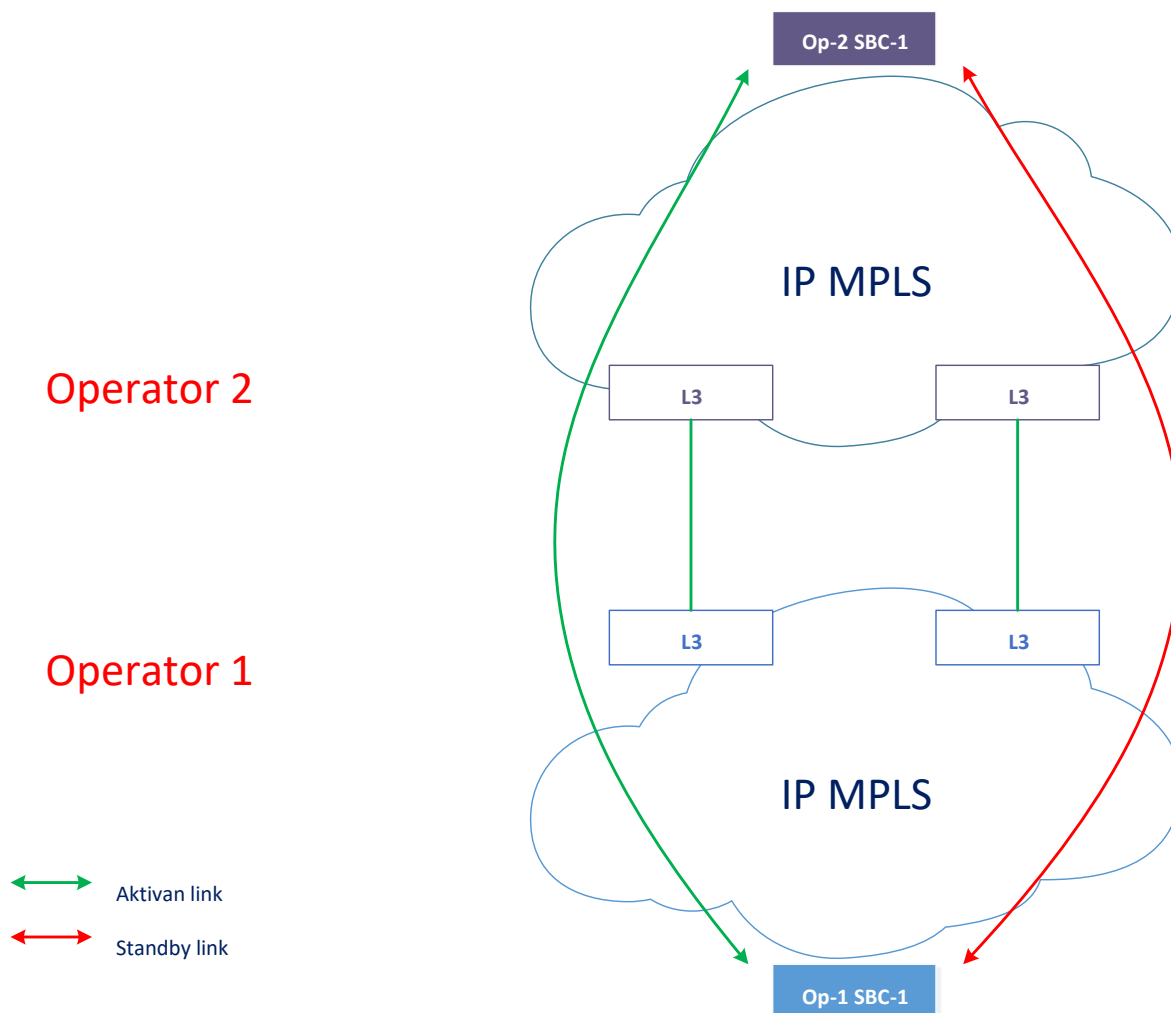 Op-2 SBC-1
IP MPLS
Operator 2
L3
L3
L3
L3
Operator 1
IP MPLS
Aktivan link
Standby link
Op-1 SBC-1